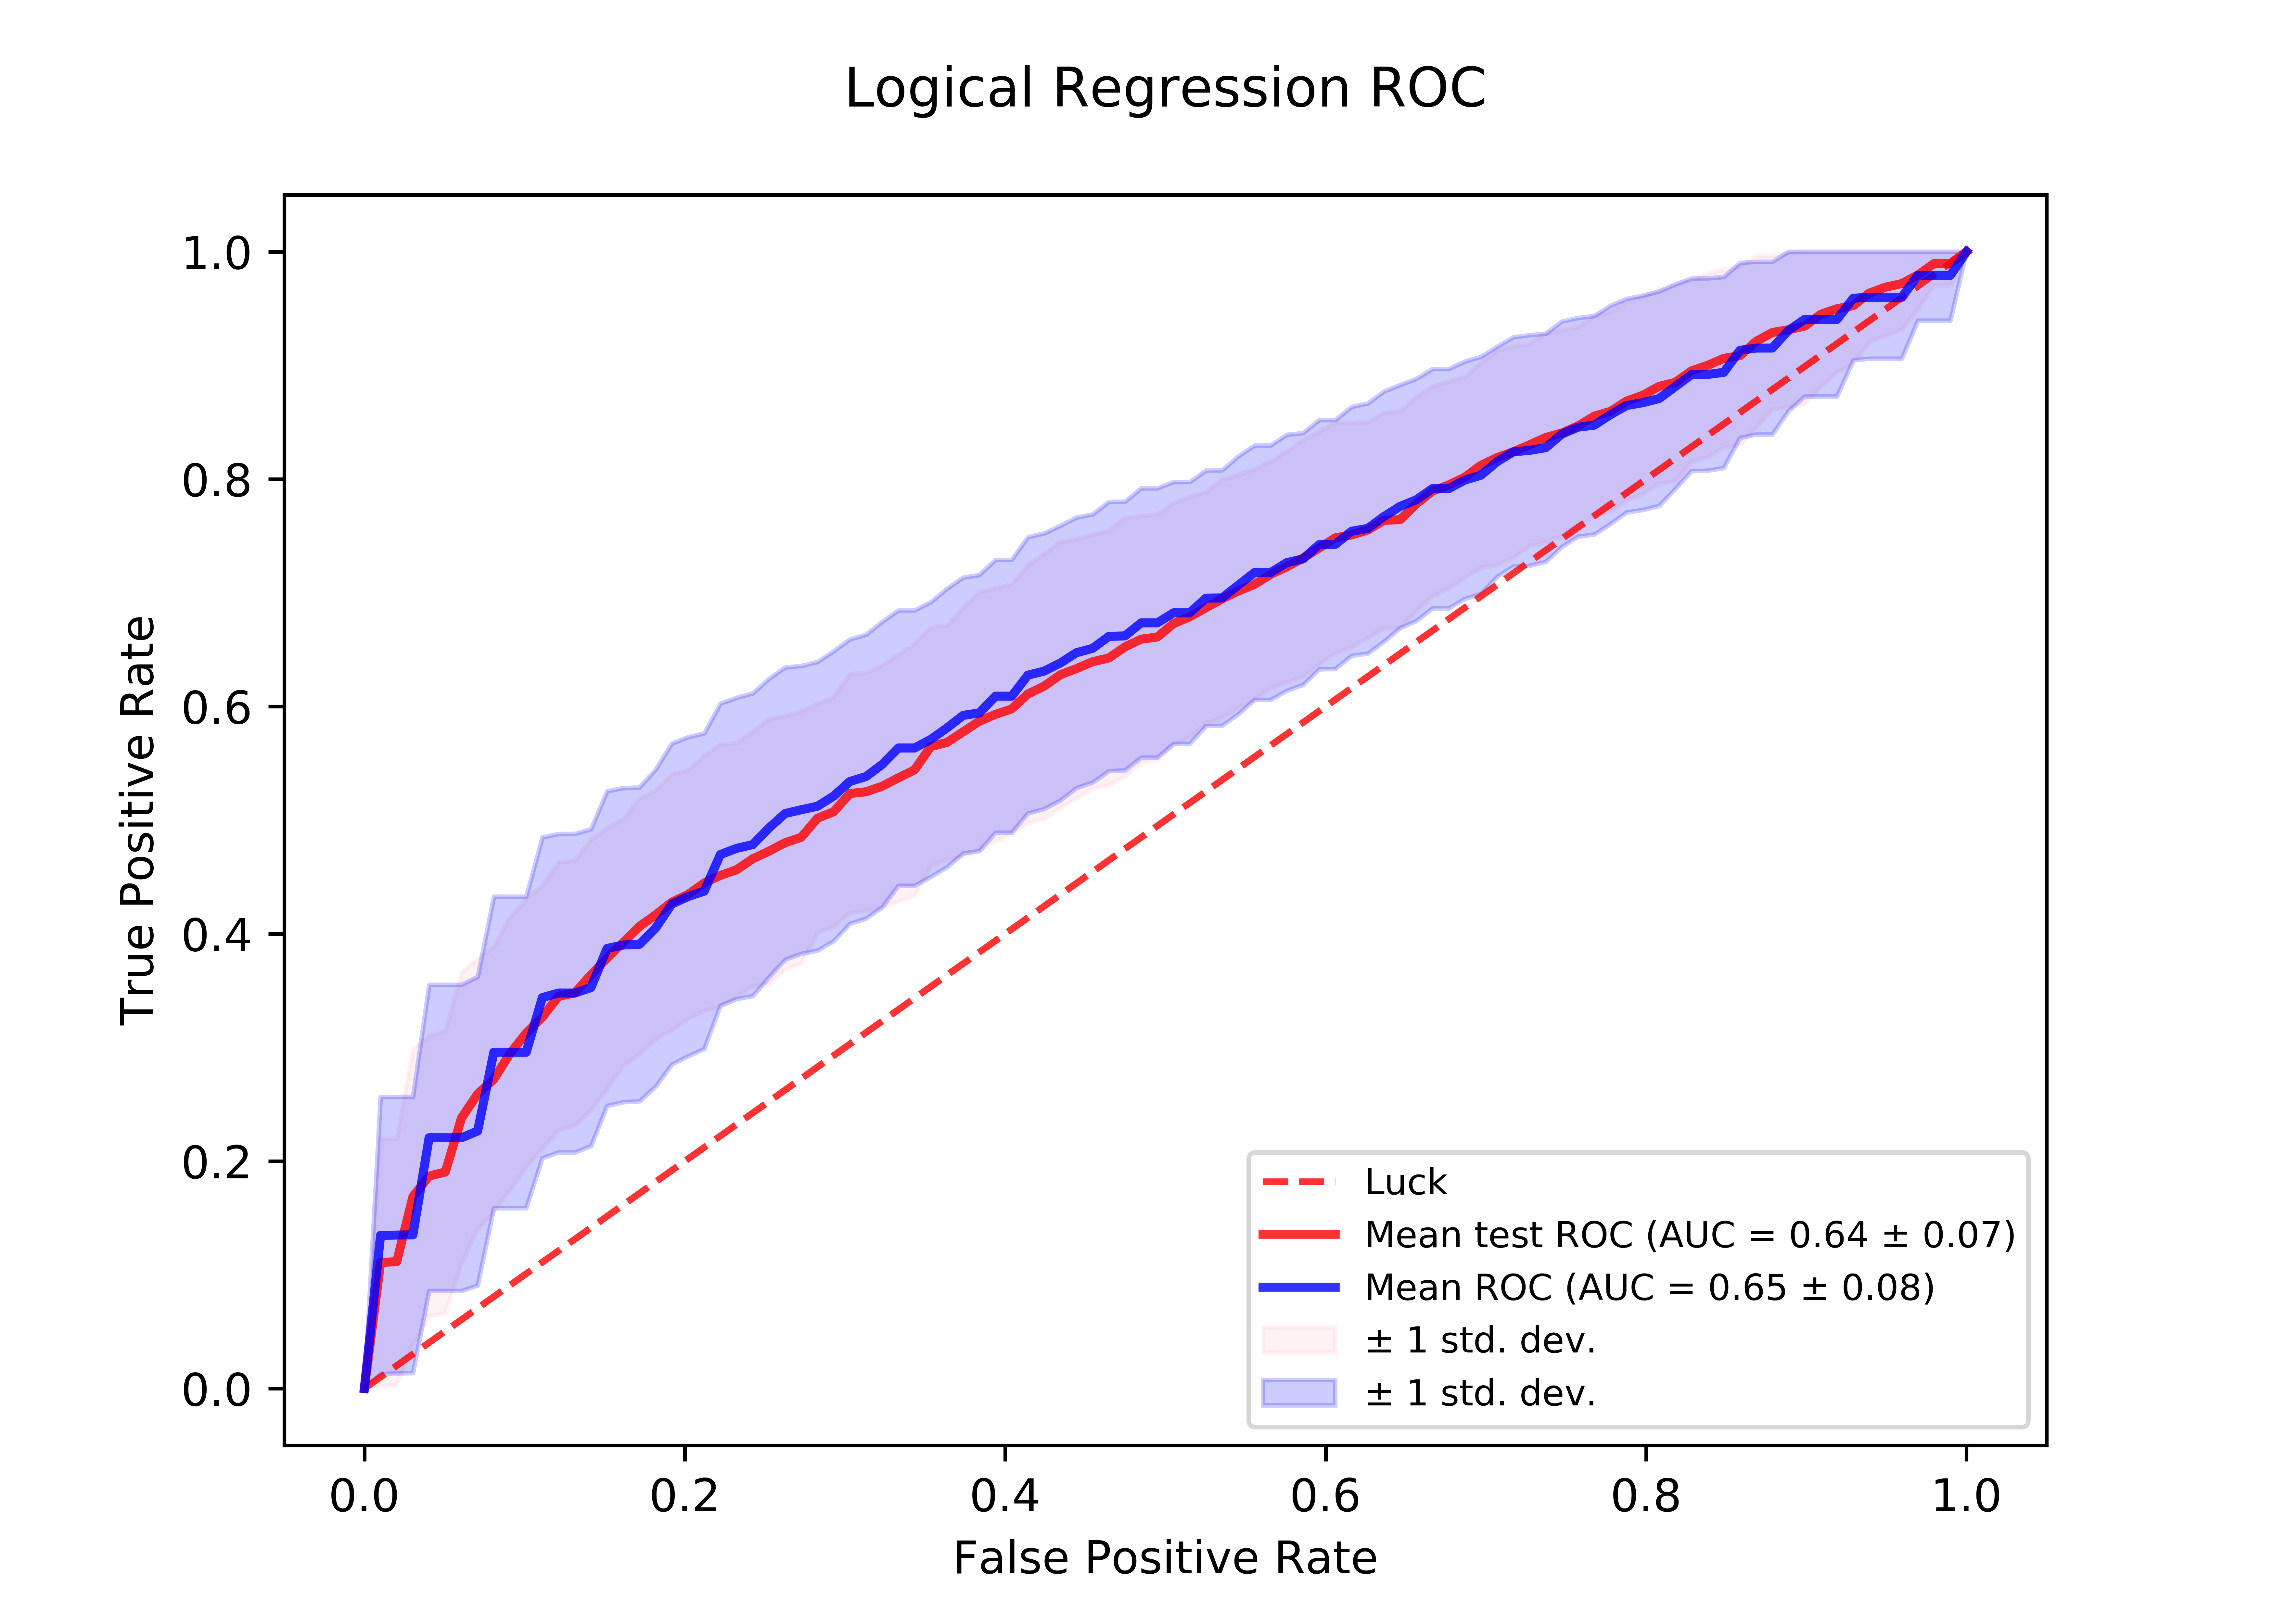 Logical Regression ROC
1.0
0.8
0.6
0.4
0.2
0.0
True Positive Rate
Luck
Mean test ROC (AUC = 0.64 ± 0.07)
Mean ROC (AUC = 0.65 ± 0.08)
± 1 std. dev.
± 1 std. dev.
0.0 0.2 0.4 0.6 0.8 1.0
False Positive Rate